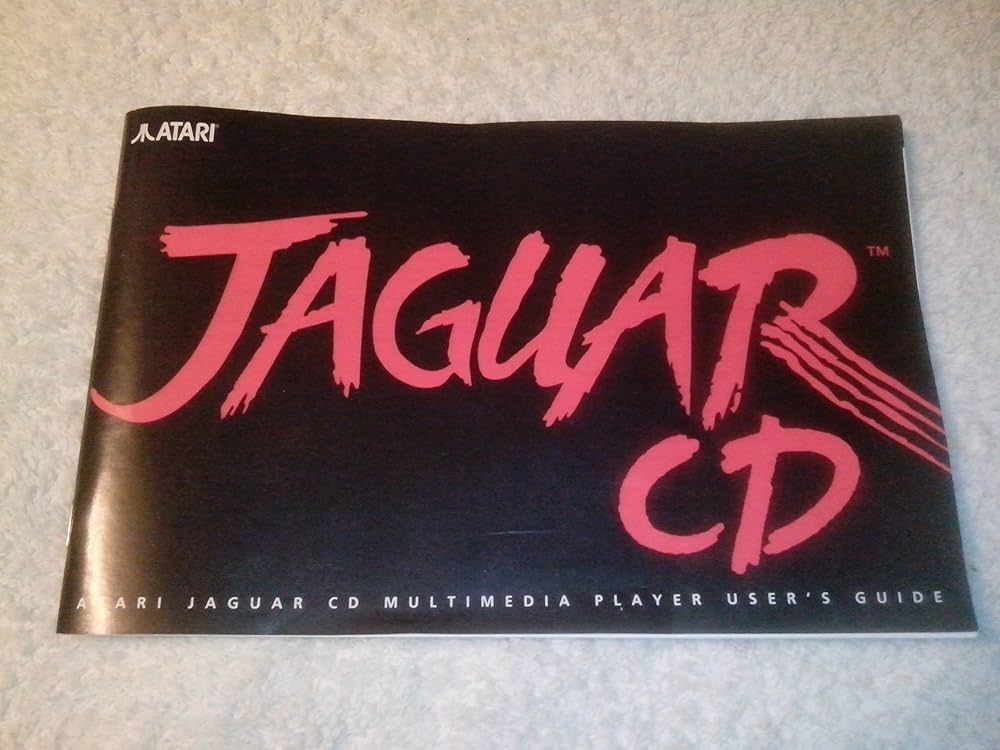 ATARI®
JAGUAR™
CD
ATARI JAGUAR CD MULTIMEDIA PLAYER USER'S GUIDE